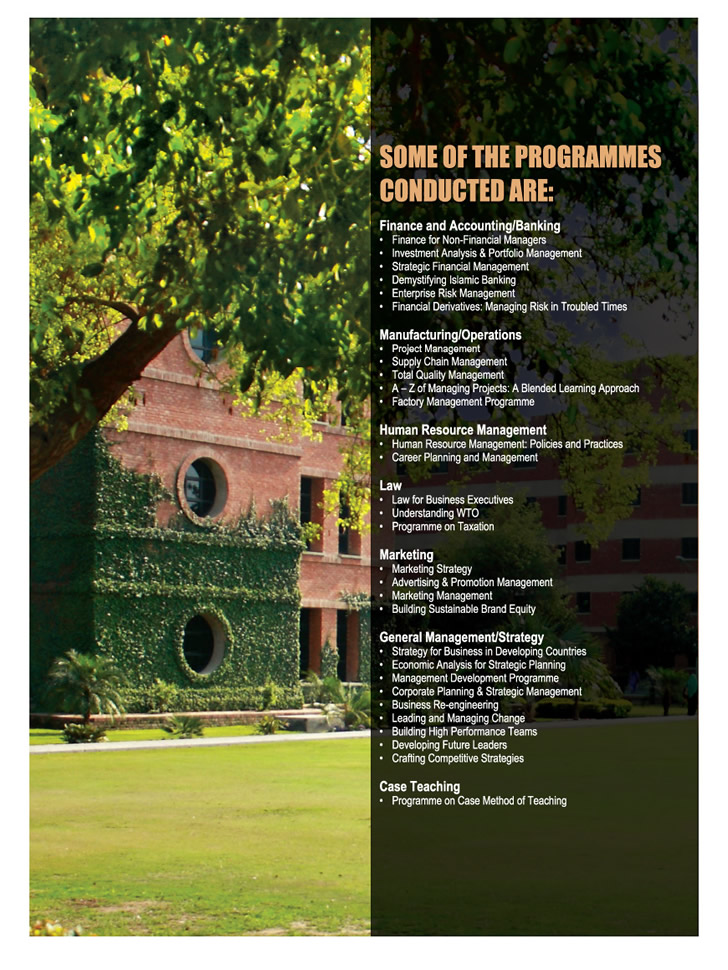 SOME OF THE PROGRAMMES
CONDUCTED ARE:
Finance and Accounting/Banking
• Finance for Non-Financial Managers
• Investment Analysis & Portfolio Management
• Strategic Financial Management
• Demystifying Islamic Banking
• Enterprise Risk Management
• Financial Derivatives: Managing Risk in Troubled Times
Manufacturing/Operations
• Project Management
• Supply Chain Management
• Total Quality Management
• A – Z of Managing Projects: A Blended Learning Approach
• Factory Management Programme
Human Resource Management
• Human Resource Management: Policies and Practices
• Career Planning and Management
Law
• Law for Business Executives
• Understanding WTO
• Programme on Taxation
Marketing
• Marketing Strategy
• Advertising & Promotion Management
• Marketing Management
• Building Sustainable Brand Equity
General Management/Strategy
• Strategy for Business in Developing Countries
• Economic Analysis for Strategic Planning
• Management Development Programme
• Corporate Planning & Strategic Management
• Business Re-engineering
• Leading and Managing Change
• Building High Performance Teams
• Developing Future Leaders
• Crafting Competitive Strategies
Case Teaching
• Programme on Case Method of Teaching